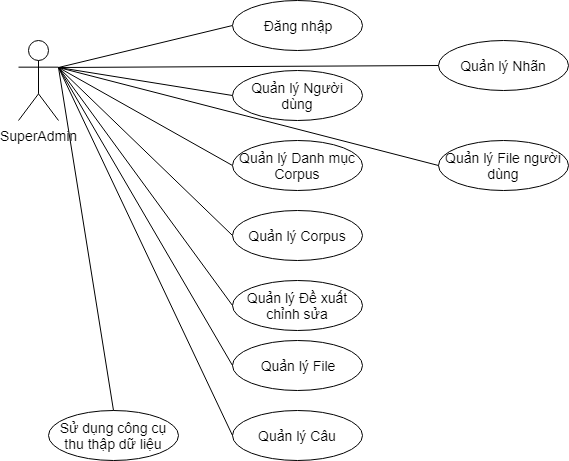 Đăng nhập
Quản lý Nhãn
Quản lý Người
dùng
SuperAdmin
Quản lý Danh mục
Corpus
Quản lý File người
dùng
Quản lý Corpus
Quản lý Đề xuất
chỉnh sửa
Quản lý File
Sử dụng công cụ
thu thập dữ liệu
Quản lý Câu